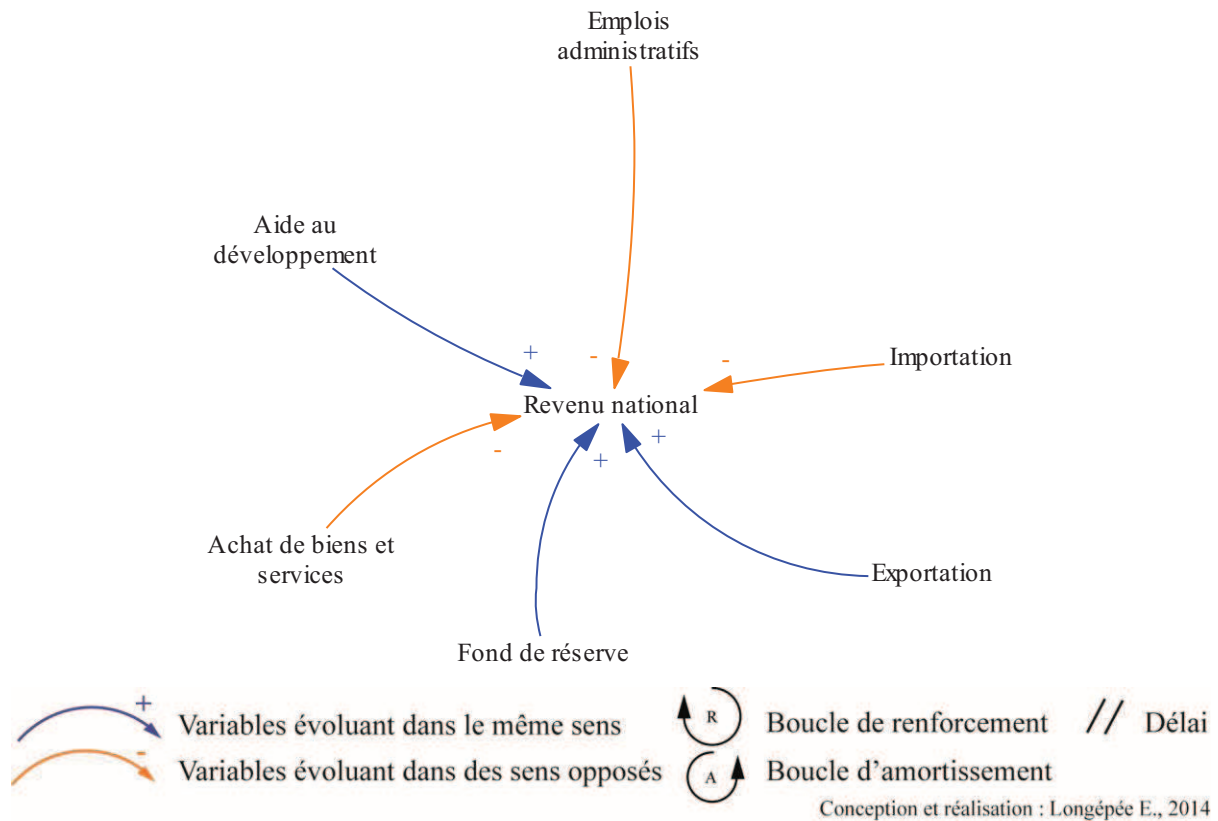 Emplois
administratifs
Aide au
développement
+
-
-
Importation
Revenu national
-
+
+
Achat de biens et
services
Exportation
Fond de réserve
+
Variables évoluant dans le même sens
R
Boucle de renforcement
// Délai
-
Variables évoluant dans des sens opposés
A
Boucle d'amortissement
Conception et réalisation : Longépée E., 2014